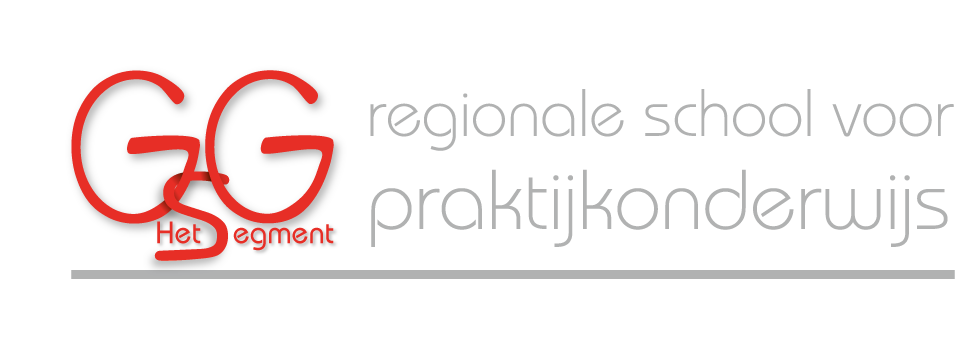 GSG
Het Segment
regionale school voor
praktijkonderwijs